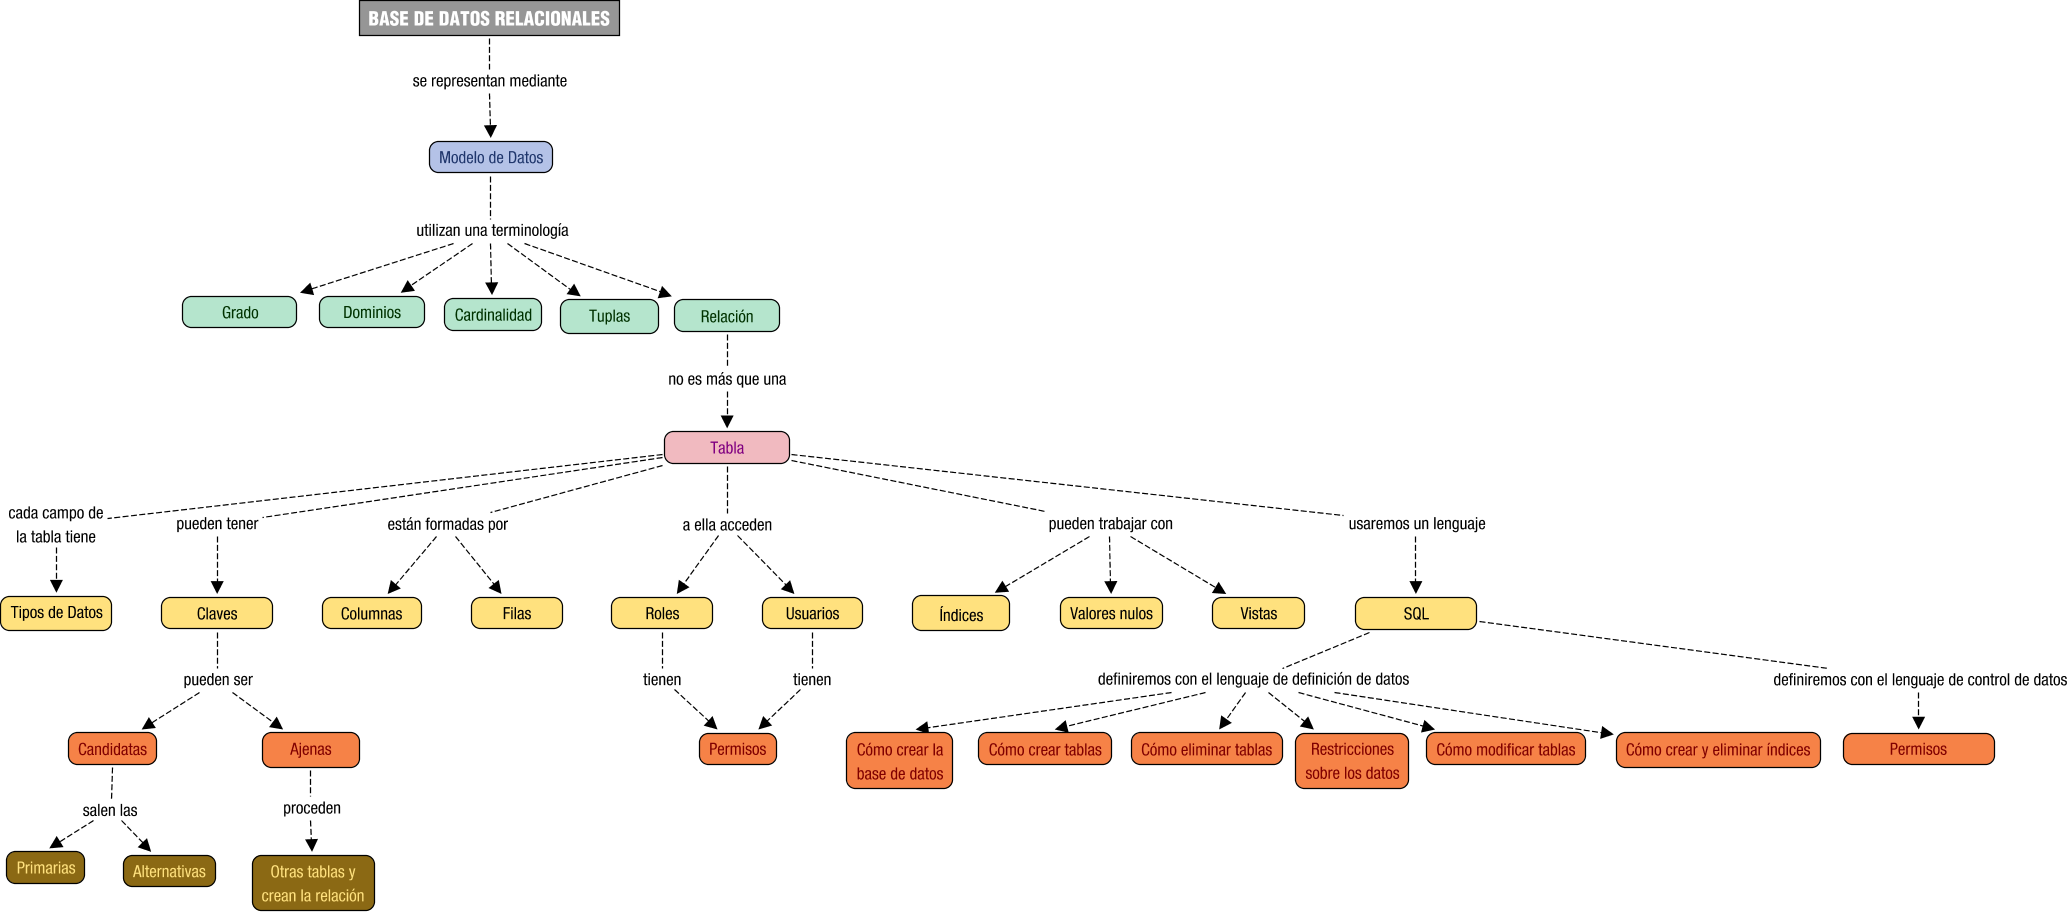 BASE DE DATOS RELACIONALES
se representan mediante
Modelo de Datos
utilizan una terminología
Grado
Dominios
Cardinalidad
Tuplas
Relación
no es más que una
Tabla
cada campo de
la tabla tiene
pueden tener
están formadas por
a ella acceden
pueden trabajar con
usaremos un lenguaje
Tipos de Datos
Claves
Columnas
Filas
Roles
Usuarios
Índices
Valores nulos
Vistas
SQL
pueden ser
tienen
tienen
definiremos con el lenguaje de definición de datos
definiremos con el lenguaje de control de datos
Candidatas
Ajenas
Permisos
Cómo crear la
base de datos
Cómo crear tablas
Cómo eliminar tablas
Restricciones
sobre los datos
Cómo modificar tablas
Cómo crear y eliminar índices
Permisos
salen las
proceden
Primarias
Alternativas
Otras tablas y
crean la relación